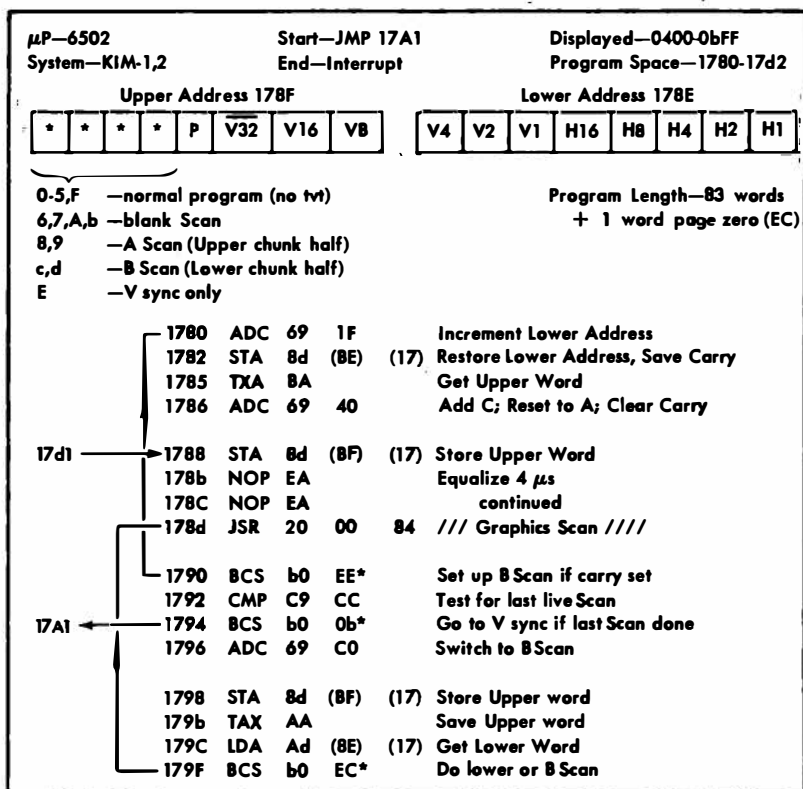 μP—6502 Start—JMP 17A1 Displayed—0400-0bFF
System—KIM-1,2 End—Interrupt Program Space—1780-17d2
Upper Address 178F Lower Address 178E
* * * * P V32 V16 V8 V4 V2 V1 H16 H8 H4 H2 H1
0-5,F —normal program (no tvt) Program Length—83 words
6,7,A,b —blank Scan + 1 word page zero (EC)
8,9 —A Scan (Upper chunk half)
c,d —B Scan (Lower chunk half)
E —V sync only
1780 ADC 69 1F Increment Lower Address
1782 STA 8d (8E) (17) Restore Lower Address, Save Carry
1785 TXA 8A Get Upper Word
1786 ADC 69 40 Add C; Reset to A; Clear Carry
17d1 1788 STA 8d (8F) (17) Store Upper Word
178b NOP EA Equalize 4 μs
178C NOP EA continued
178d JSR 20 00 84 /// Graphics Scan ////
1790 BCS b0 EE* Set up B Scan if carry set
1792 CMP C9 CC Test for last live Scan
17A1 1794 BCS b0 0b* Go to V sync if last Scan done
1796 ADC 69 C0 Switch to B Scan
1798 STA 8d (8F) (17) Store Upper word
179b TAX AA Save Upper word
179C LDA Ad (8E) (17) Get Lower Word
179F BCS b0 EC* Do lower or B Scan